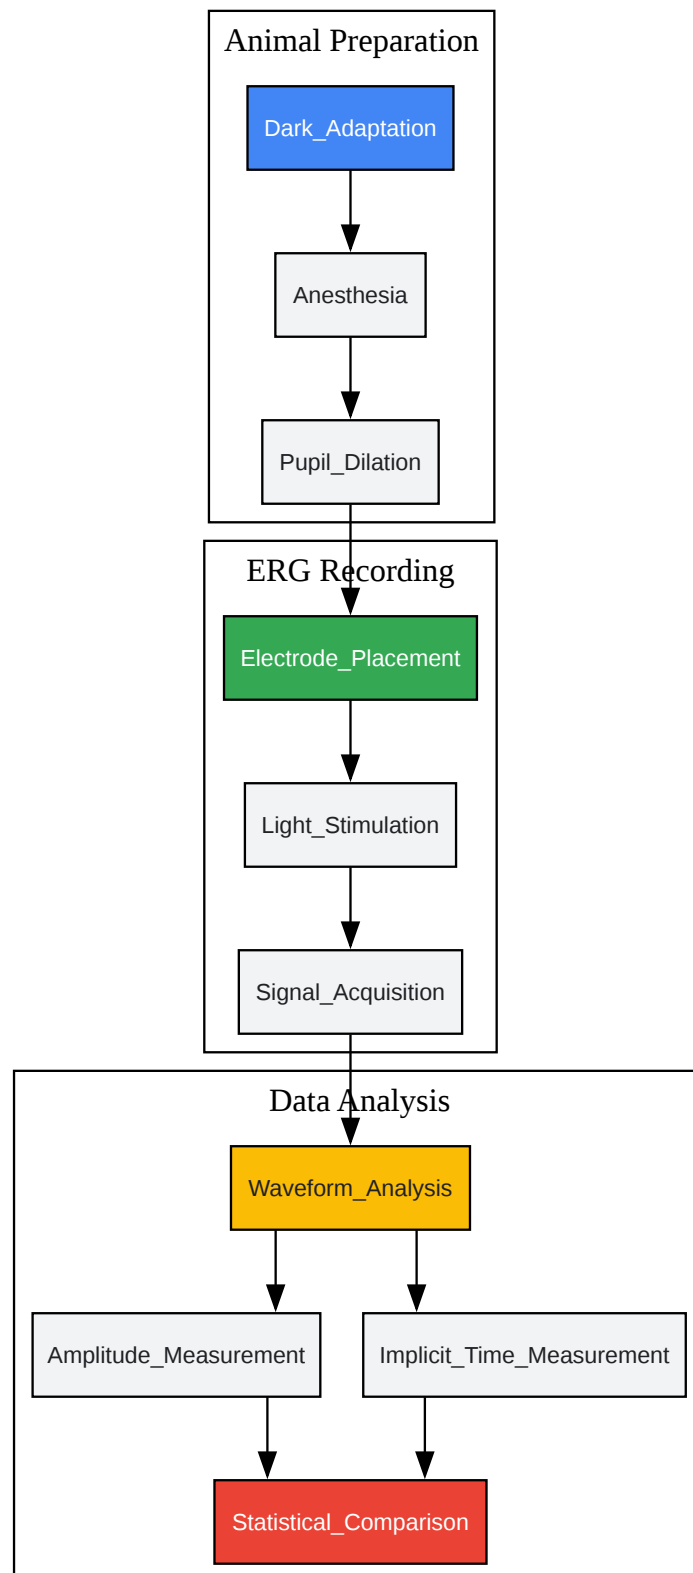 Animal Preparation
Dark_Adaptation
Anesthesia
Pupil_Dilation
ERG Recording
Electrode_Placement
Light_Stimulation
Signal_Acquisition
Data Analysis
Waveform_Analysis
Amplitude_Measurement
Implicit_Time_Measurement
Statistical_Comparison